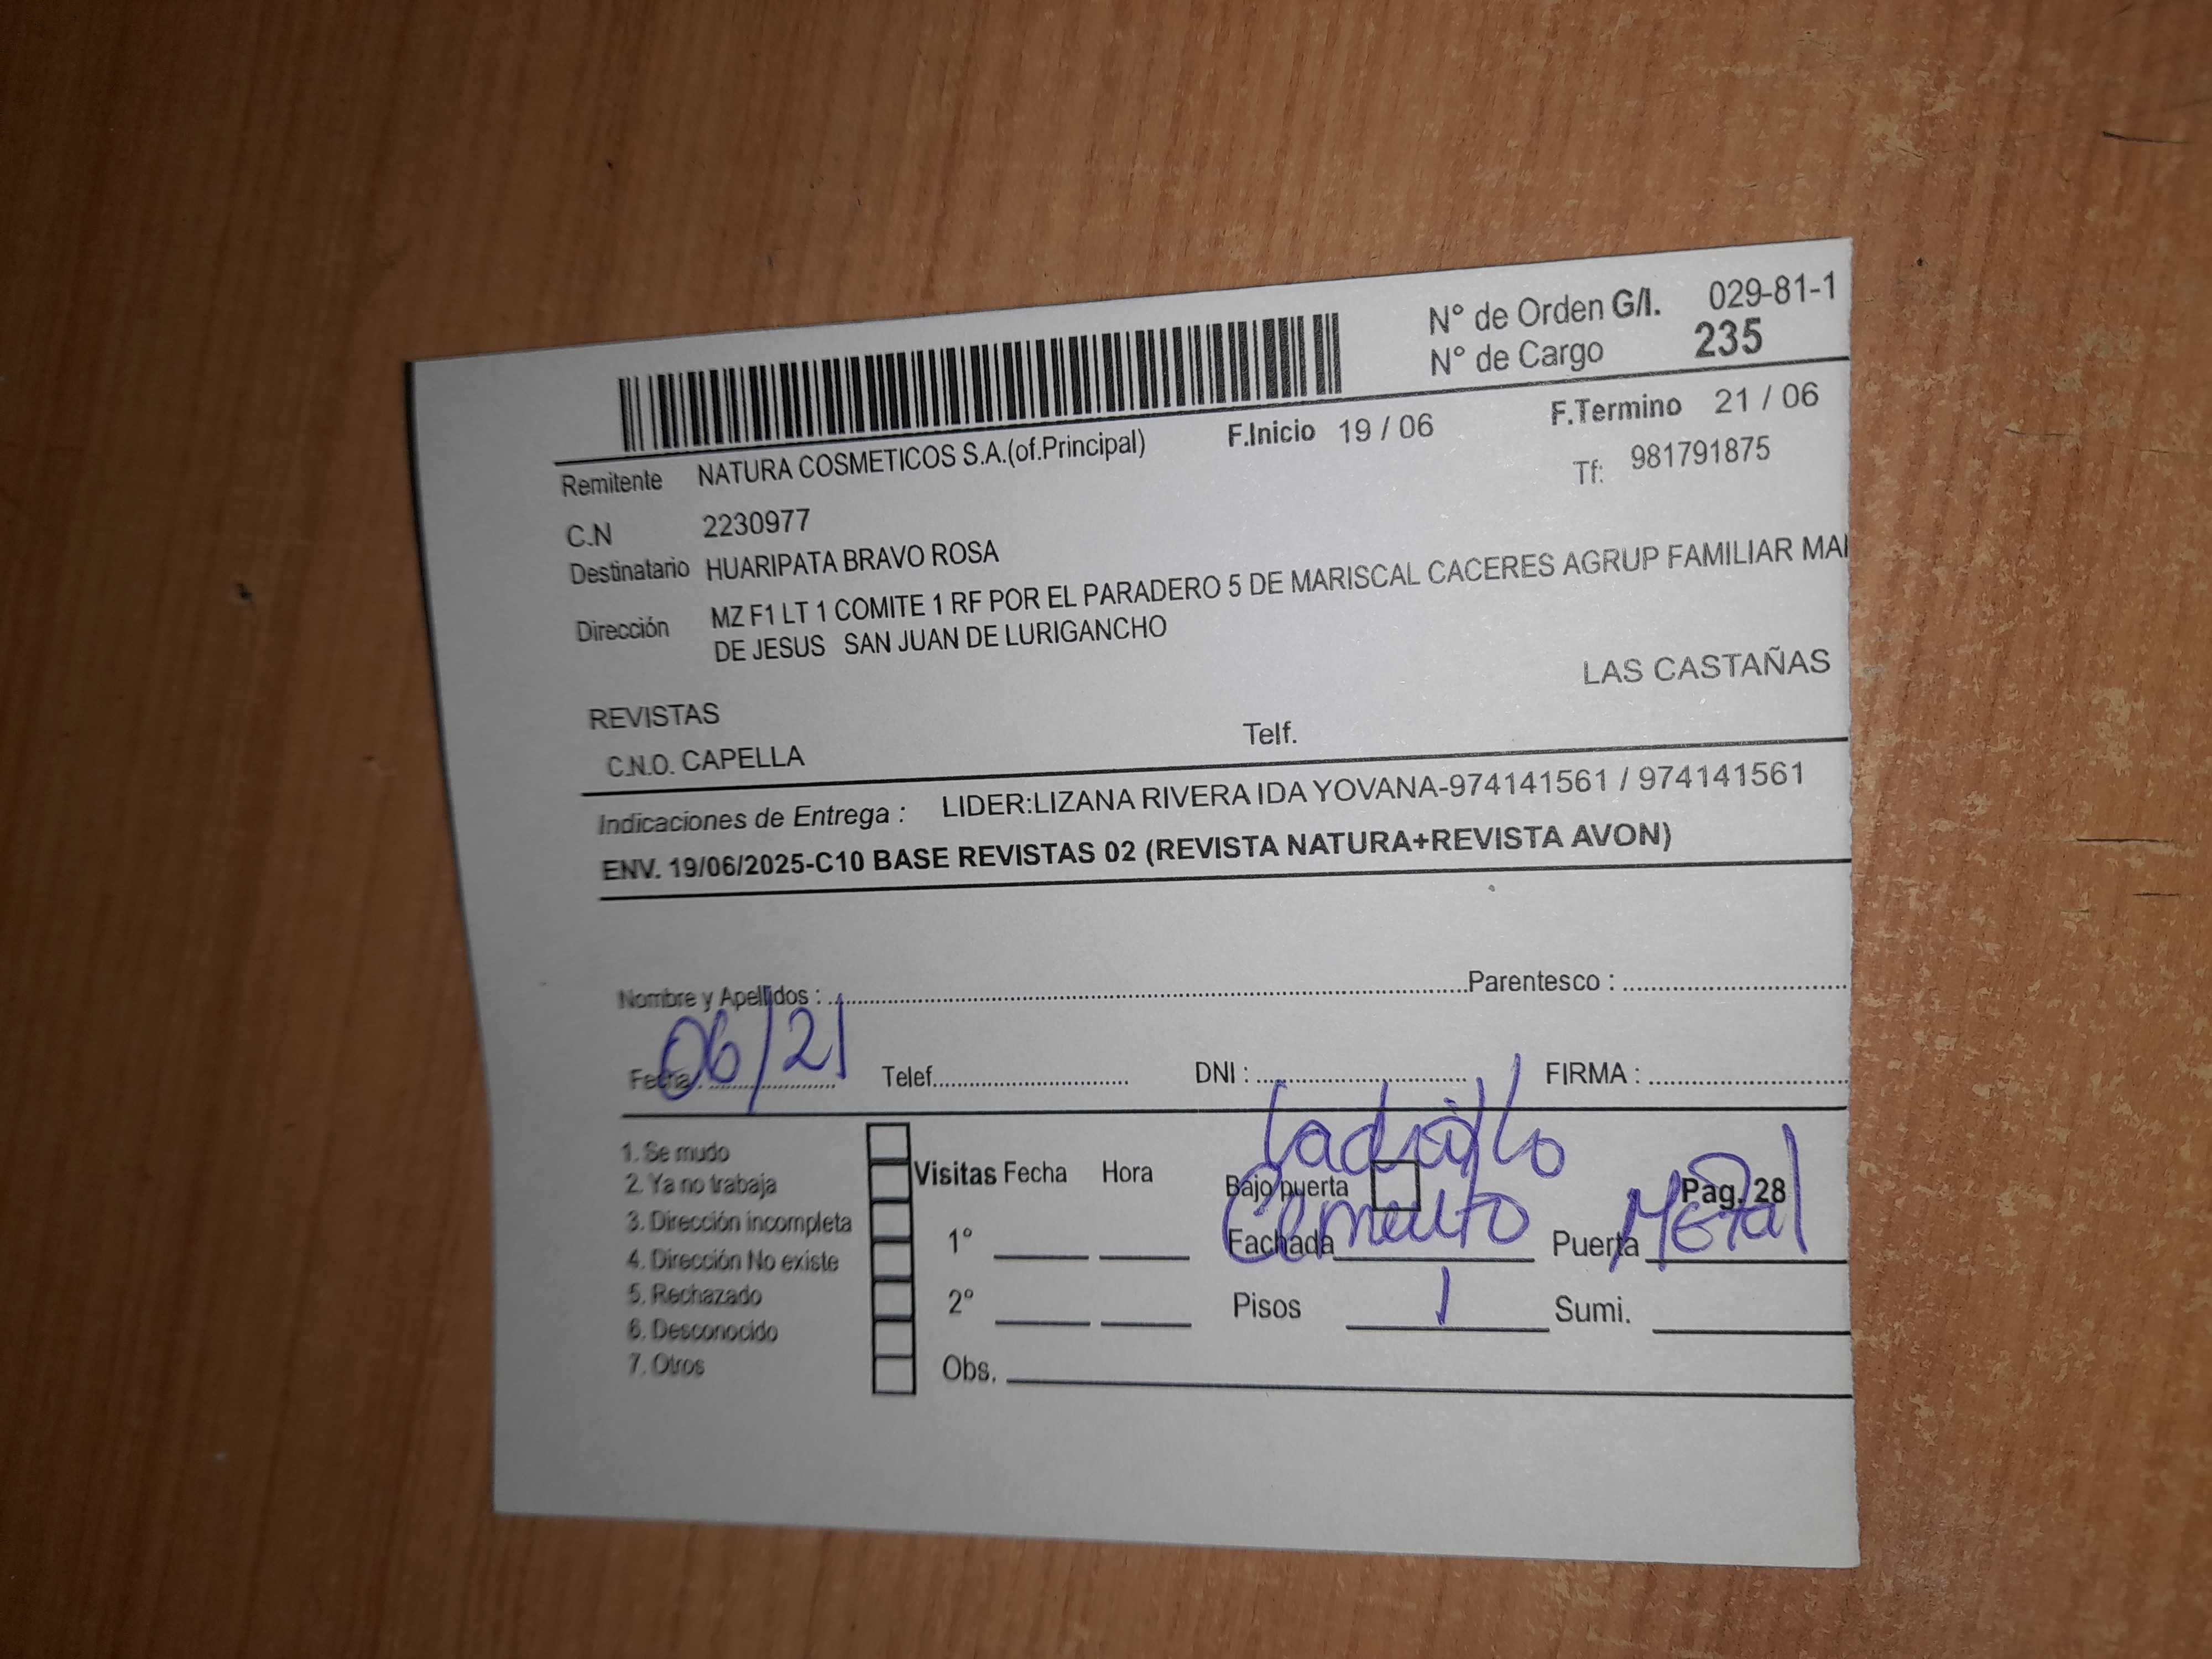 N° de Orden G/I. 029-81-1
N° de Cargo 235
F.Inicio 19 / 06 F.Termino 21 / 06
Remitente NATURA COSMETICOS S.A.(of.Principal) Tf: 981791875
C.N 2230977
Destinatario HUARIPATA BRAVO ROSA
Dirección MZ F1 LT 1 COMITE 1 RF POR EL PARADERO 5 DE MARISCAL CACERES AGRUP FAMILIAR MAI
DE JESUS SAN JUAN DE LURIGANCHO
LAS CASTAÑAS
REVISTAS
C.N.O. CAPELLA Telf.
Indicaciones de Entrega : LIDER:LIZANA RIVERA IDA YOVANA-974141561 / 974141561
ENV. 19/06/2025-C10 BASE REVISTAS 02 (REVISTA NATURA+REVISTA AVON)
Nombre y Apellidos : Parentesco :
Fecha : 06/21 Telef. DNI : FIRMA :
1. Se mudo
2. Ya no trabaja
3. Dirección incompleta
4. Dirección No existe
5. Rechazado
6. Desconocido
7. Otros
Visitas Fecha Hora
1°
2°
Obs.
Ladrillo
Bajo puerta Pag. 28
Fachada Cemento Puerta Metal
Pisos 1 Sumi.